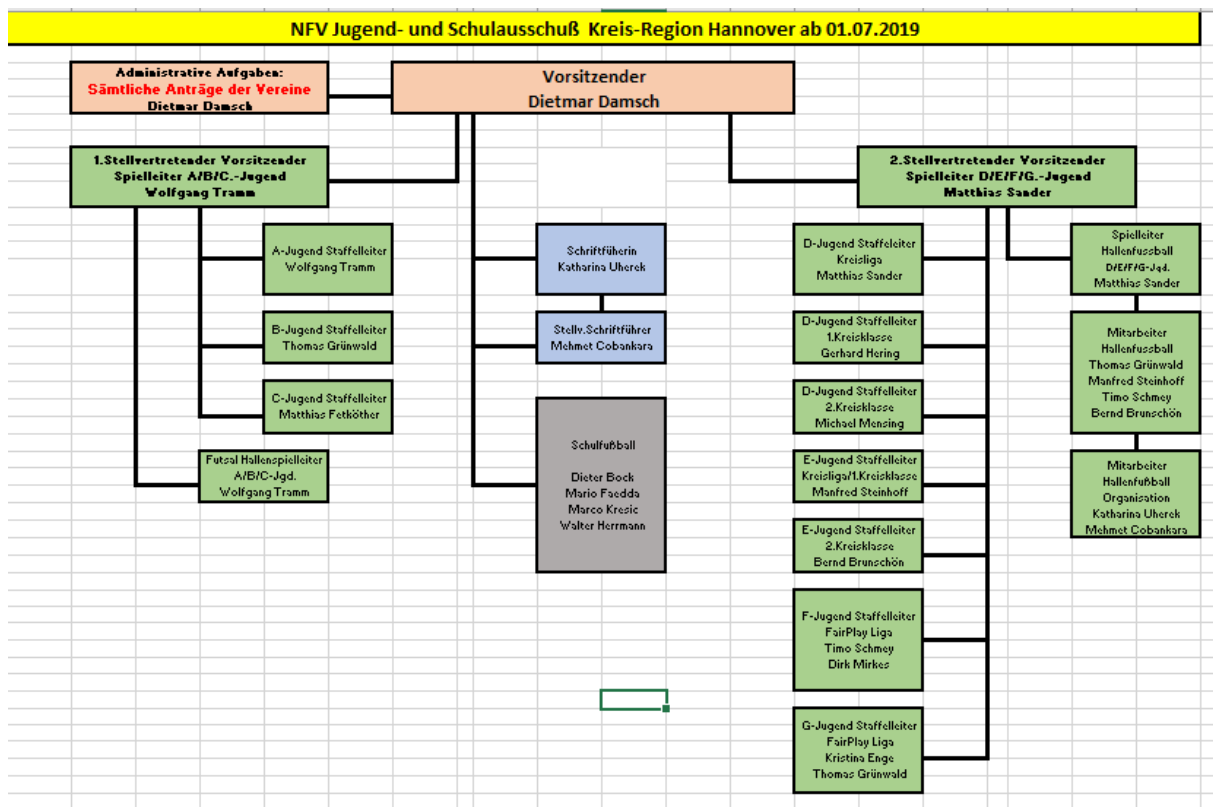 NFV Jugend- und Schulausschuß Kreis-Region Hannover ab 01.07.2019
Administrative Aufgaben:
Sämtliche Anträge der Vereine
Dietmar Damsch
Vorsitzender
Dietmar Damsch
1.Stellvertretender Vorsitzender
Spielleiter A/B/C.-Jugend
Wolfgang Tramm
2.Stellvertretender Vorsitzender
Spielleiter D/E/F/G.-Jugend
Matthias Sander
A-Jugend Staffelleiter
Wolfgang Tramm
B-Jugend Staffelleiter
Thomas Grünwald
C-Jugend Staffelleiter
Matthias Fetköther
Futsal Hallenspielleiter
A/B/C-Jgd.
Wolfgang Tramm
Schriftfüherin
Katharina Uherek
Stellv.Schriftführer
Mehmet Cobankara
Schulfußball
Dieter Bock
Mario Faedda
Marco Kresic
Walter Herrmann
D-Jugend Staffeleiter
Kreisliga
Matthias Sander
D-Jugend Staffelleiter
1.Kreisklasse
Gerhard Hering
D-Jugend Staffelleiter
2.Kreisklasse
Michael Mensing
E-Jugend Staffelleiter
Kreisliga/1.Kreisklasse
Manfred Steinhoff
E-Jugend Staffelleiter
2.Kreisklasse
Bernd Brunschön
F-Jugend Staffelleiter
FairPlay Liga
Timo Schmey
Dirk Mirkes
G-Jugend Staffelleiter
FairPlay Liga
Kristina Enge
Thomas Grünwald
Spielleiter
Hallenfussball
D/E/F/G-Jgd.
Matthias Sander
Mitarbeiter
Hallenfussball
Thomas Grünwald
Manfred Steinhoff
Timo Schmey
Bernd Brunschön
Mitarbeiter
Hallenfußball
Organisation
Katharina Uherek
Mehmet Cobankara